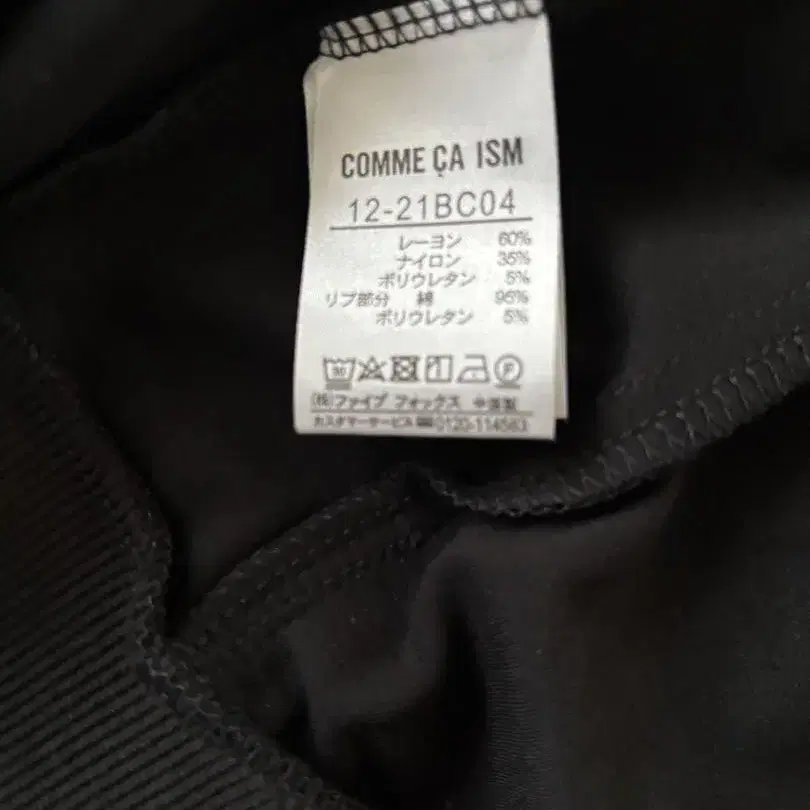 COMME ÇA ISM
12-21BC04
レーヨン 60%
ナイロン 35%
ポリウレタン 5%
リブ部分 綿 95%
ポリウレタン 5%
30
F
(株)ファイブ フォックス 中国製
カスタマーサービス 0120-114563